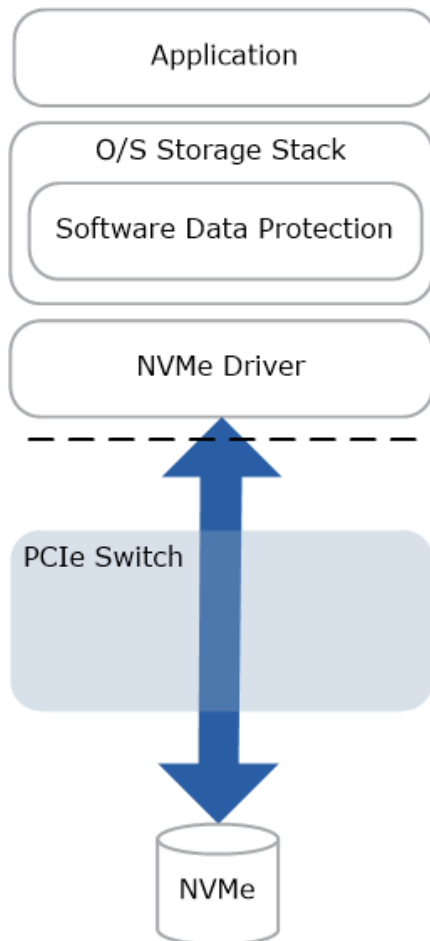 Application
O/S Storage Stack
Software Data Protection
NVMe Driver
PCIe Switch
NVMe